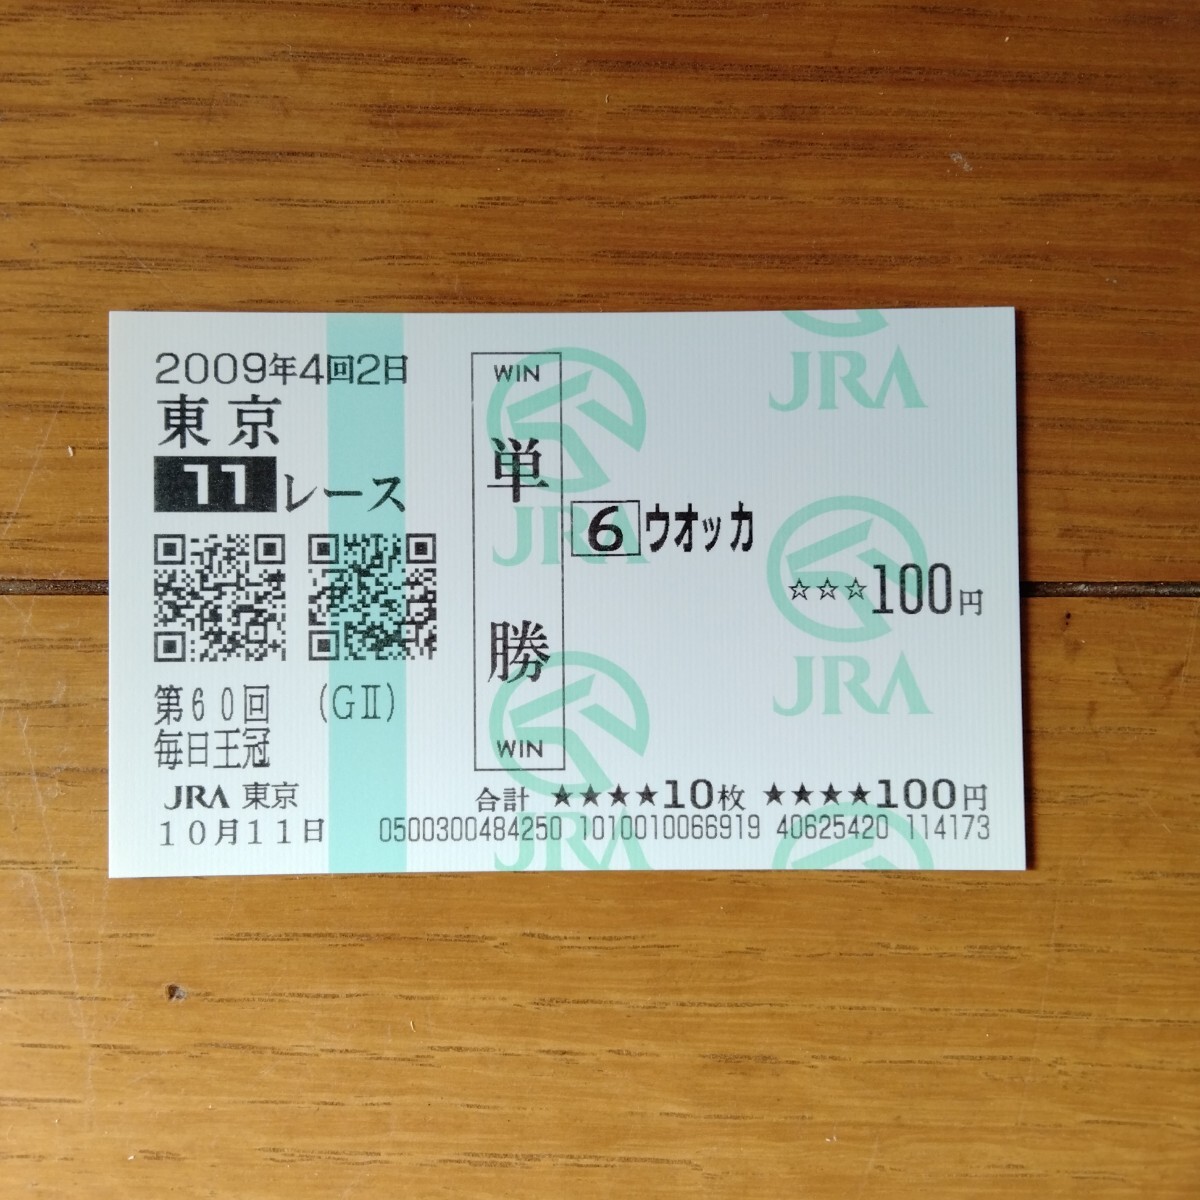 2009年4回2日
東京
11レース
第60回 (GⅡ)
毎日王冠
JRA 東京
10月11日
WIN
単勝
WIN
6 ウオッカ
☆☆☆100円
合計 ★★★★10枚 ★★★★100円
0500300484250 1010010066919 40625420 114173
JRA
JRA
JRA
JRA